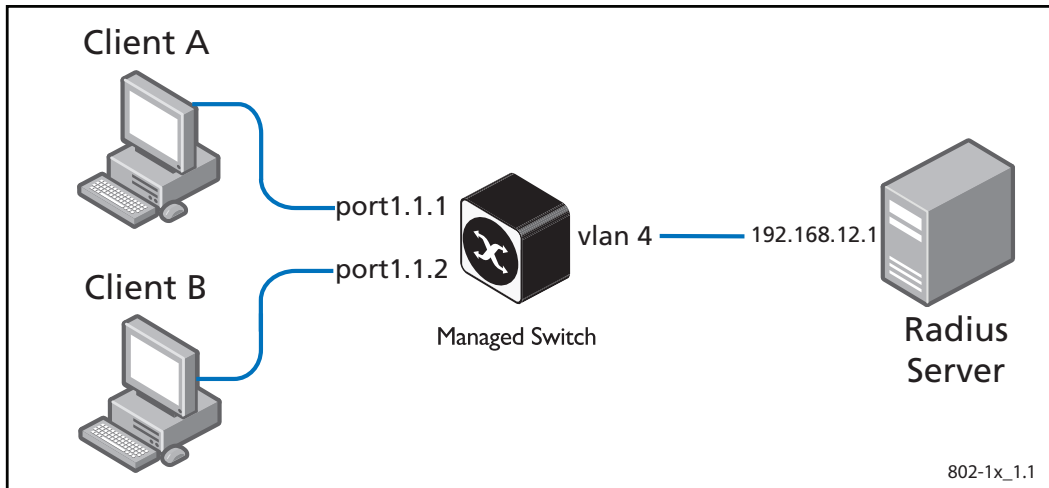 Client A
port1.1.1
vlan 4
192.168.12.1
port1.1.2
Client B
Managed Switch
Radius
Server
802-1x_1.1